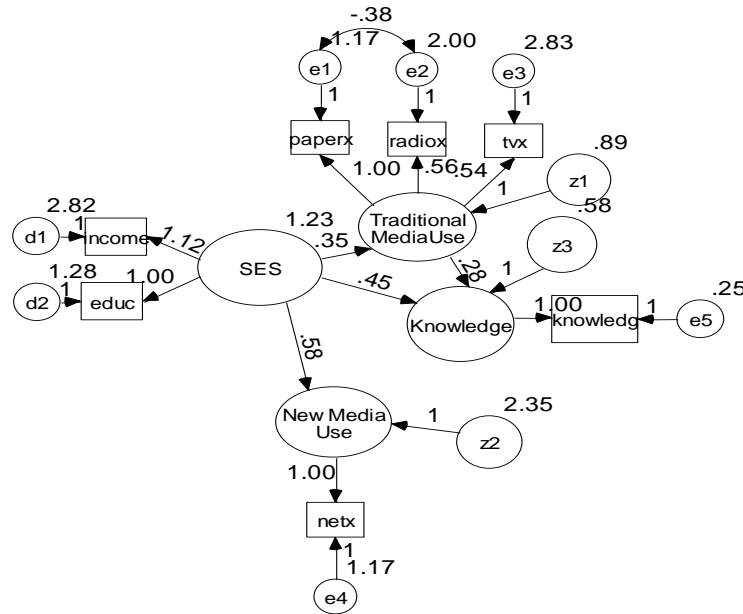 -.38
1.17
2.00
2.83
e1
e2
e3
1
1
1
paperx
radiox
tvx
.89
1.00
.56
.54
1
z1
2.82
1.23
Traditional
MediaUse
.58
d1
1
income
1.12
.35
z3
SES
1.28
1.00
.28
1
d2
1
educ
.45
1.00
.25
Knowledge
knowledg
1
e5
.58
New Media
Use
1
2.35
z2
1.00
netx
1
1.17
e4